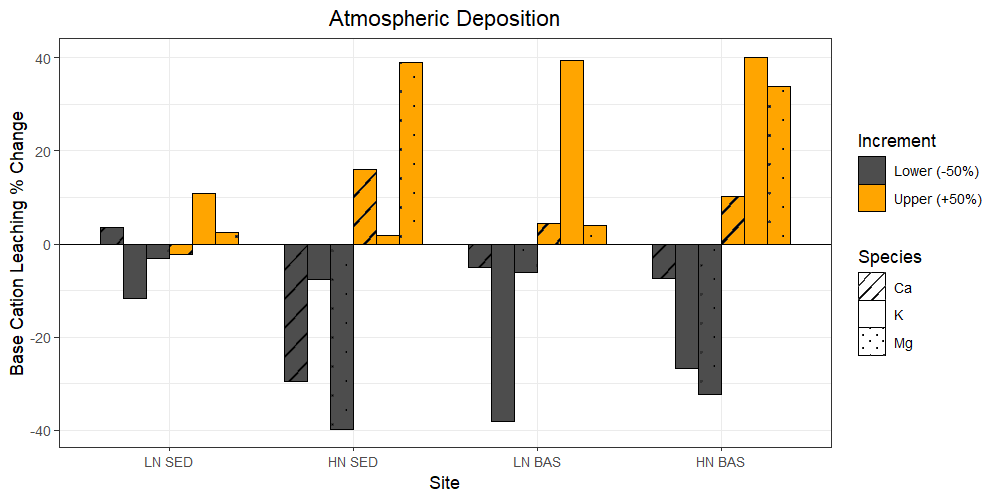 Atmospheric Deposition
Base Cation Leaching % Change
40
20
0
-20
-40
LN SED
HN SED
LN BAS
HN BAS
Site
Increment
Lower (-50%)
Upper (+50%)
Species
Ca
K
Mg